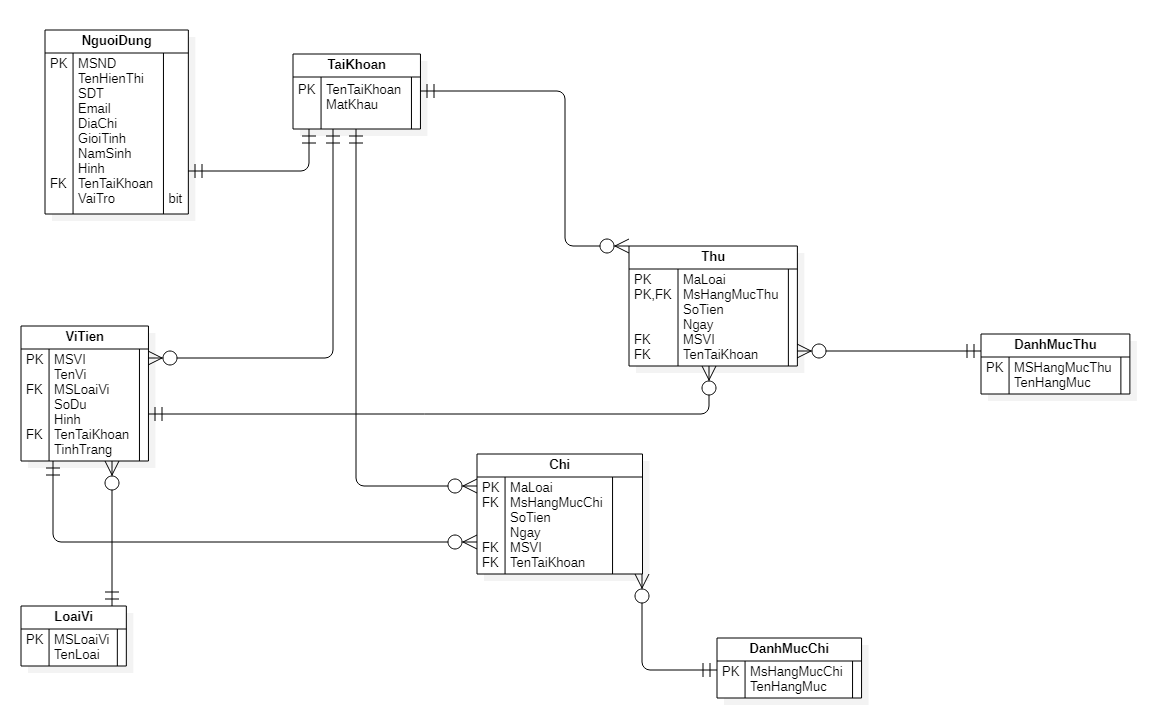 NguoiDung
PK MSND
TenHienThi
SDT
Email
DiaChi
GioiTinh
NamSinh
Hinh
FK TenTaiKhoan
VaiTro bit
TaiKhoan
PK TenTaiKhoan
MatKhau
Thu
PK MaLoai
PK,FK MsHangMucThu
SoTien
Ngay
FK MSVI
FK TenTaiKhoan
DanhMucThu
PK MSHangMucThu
TenHangMuc
ViTien
PK MSVI
TenVi
FK MSLoaiVi
SoDu
Hinh
FK TenTaiKhoan
TinhTrang
Chi
PK MaLoai
FK MsHangMucChi
SoTien
Ngay
FK MSVI
FK TenTaiKhoan
LoaiVi
PK MSLoaiVi
TenLoai
DanhMucChi
PK MsHangMucChi
TenHangMuc